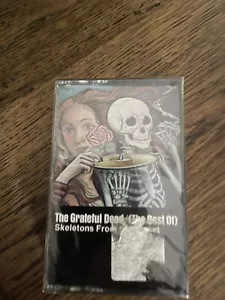 The Grateful Dead/(The Best Of)
Skeletons From